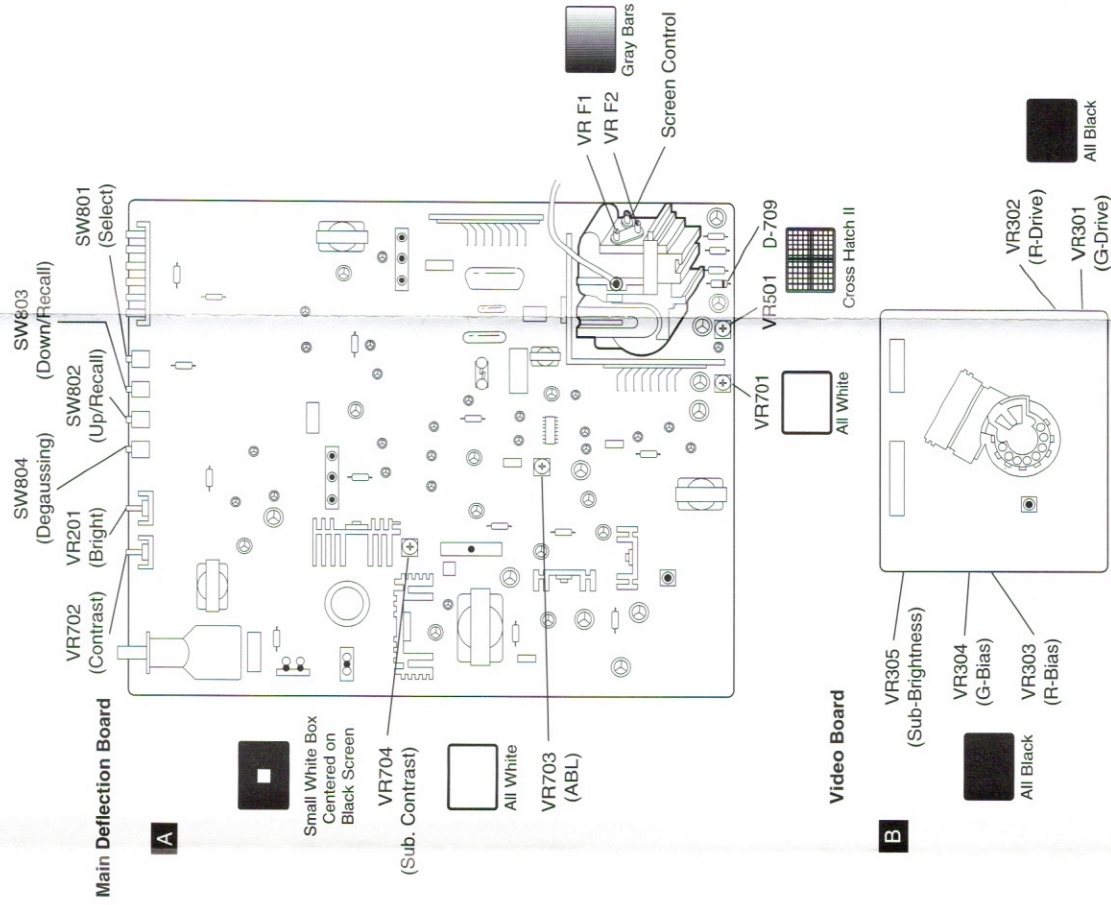 Main Deflection Board
A
VR702
(Contrast)
VR201
(Bright)
SW804
(Degaussing)
SW802
(Up/Recall)
SW803
(Down/Recall)
SW801
(Select)
Small White Box
Centered on
Black Screen
VR704
(Sub. Contrast)
All White
VR703
(ABL)
VR F1
VR F2
Screen Control
Gray Bars
VR701
All White
VR501
D-709
Cross Hatch II
Video Board
B
VR305
(Sub-Brightness)
VR304
(G-Bias)
VR303
(R-Bias)
All Black
VR302
(R-Drive)
VR301
(G-Drive)
All Black